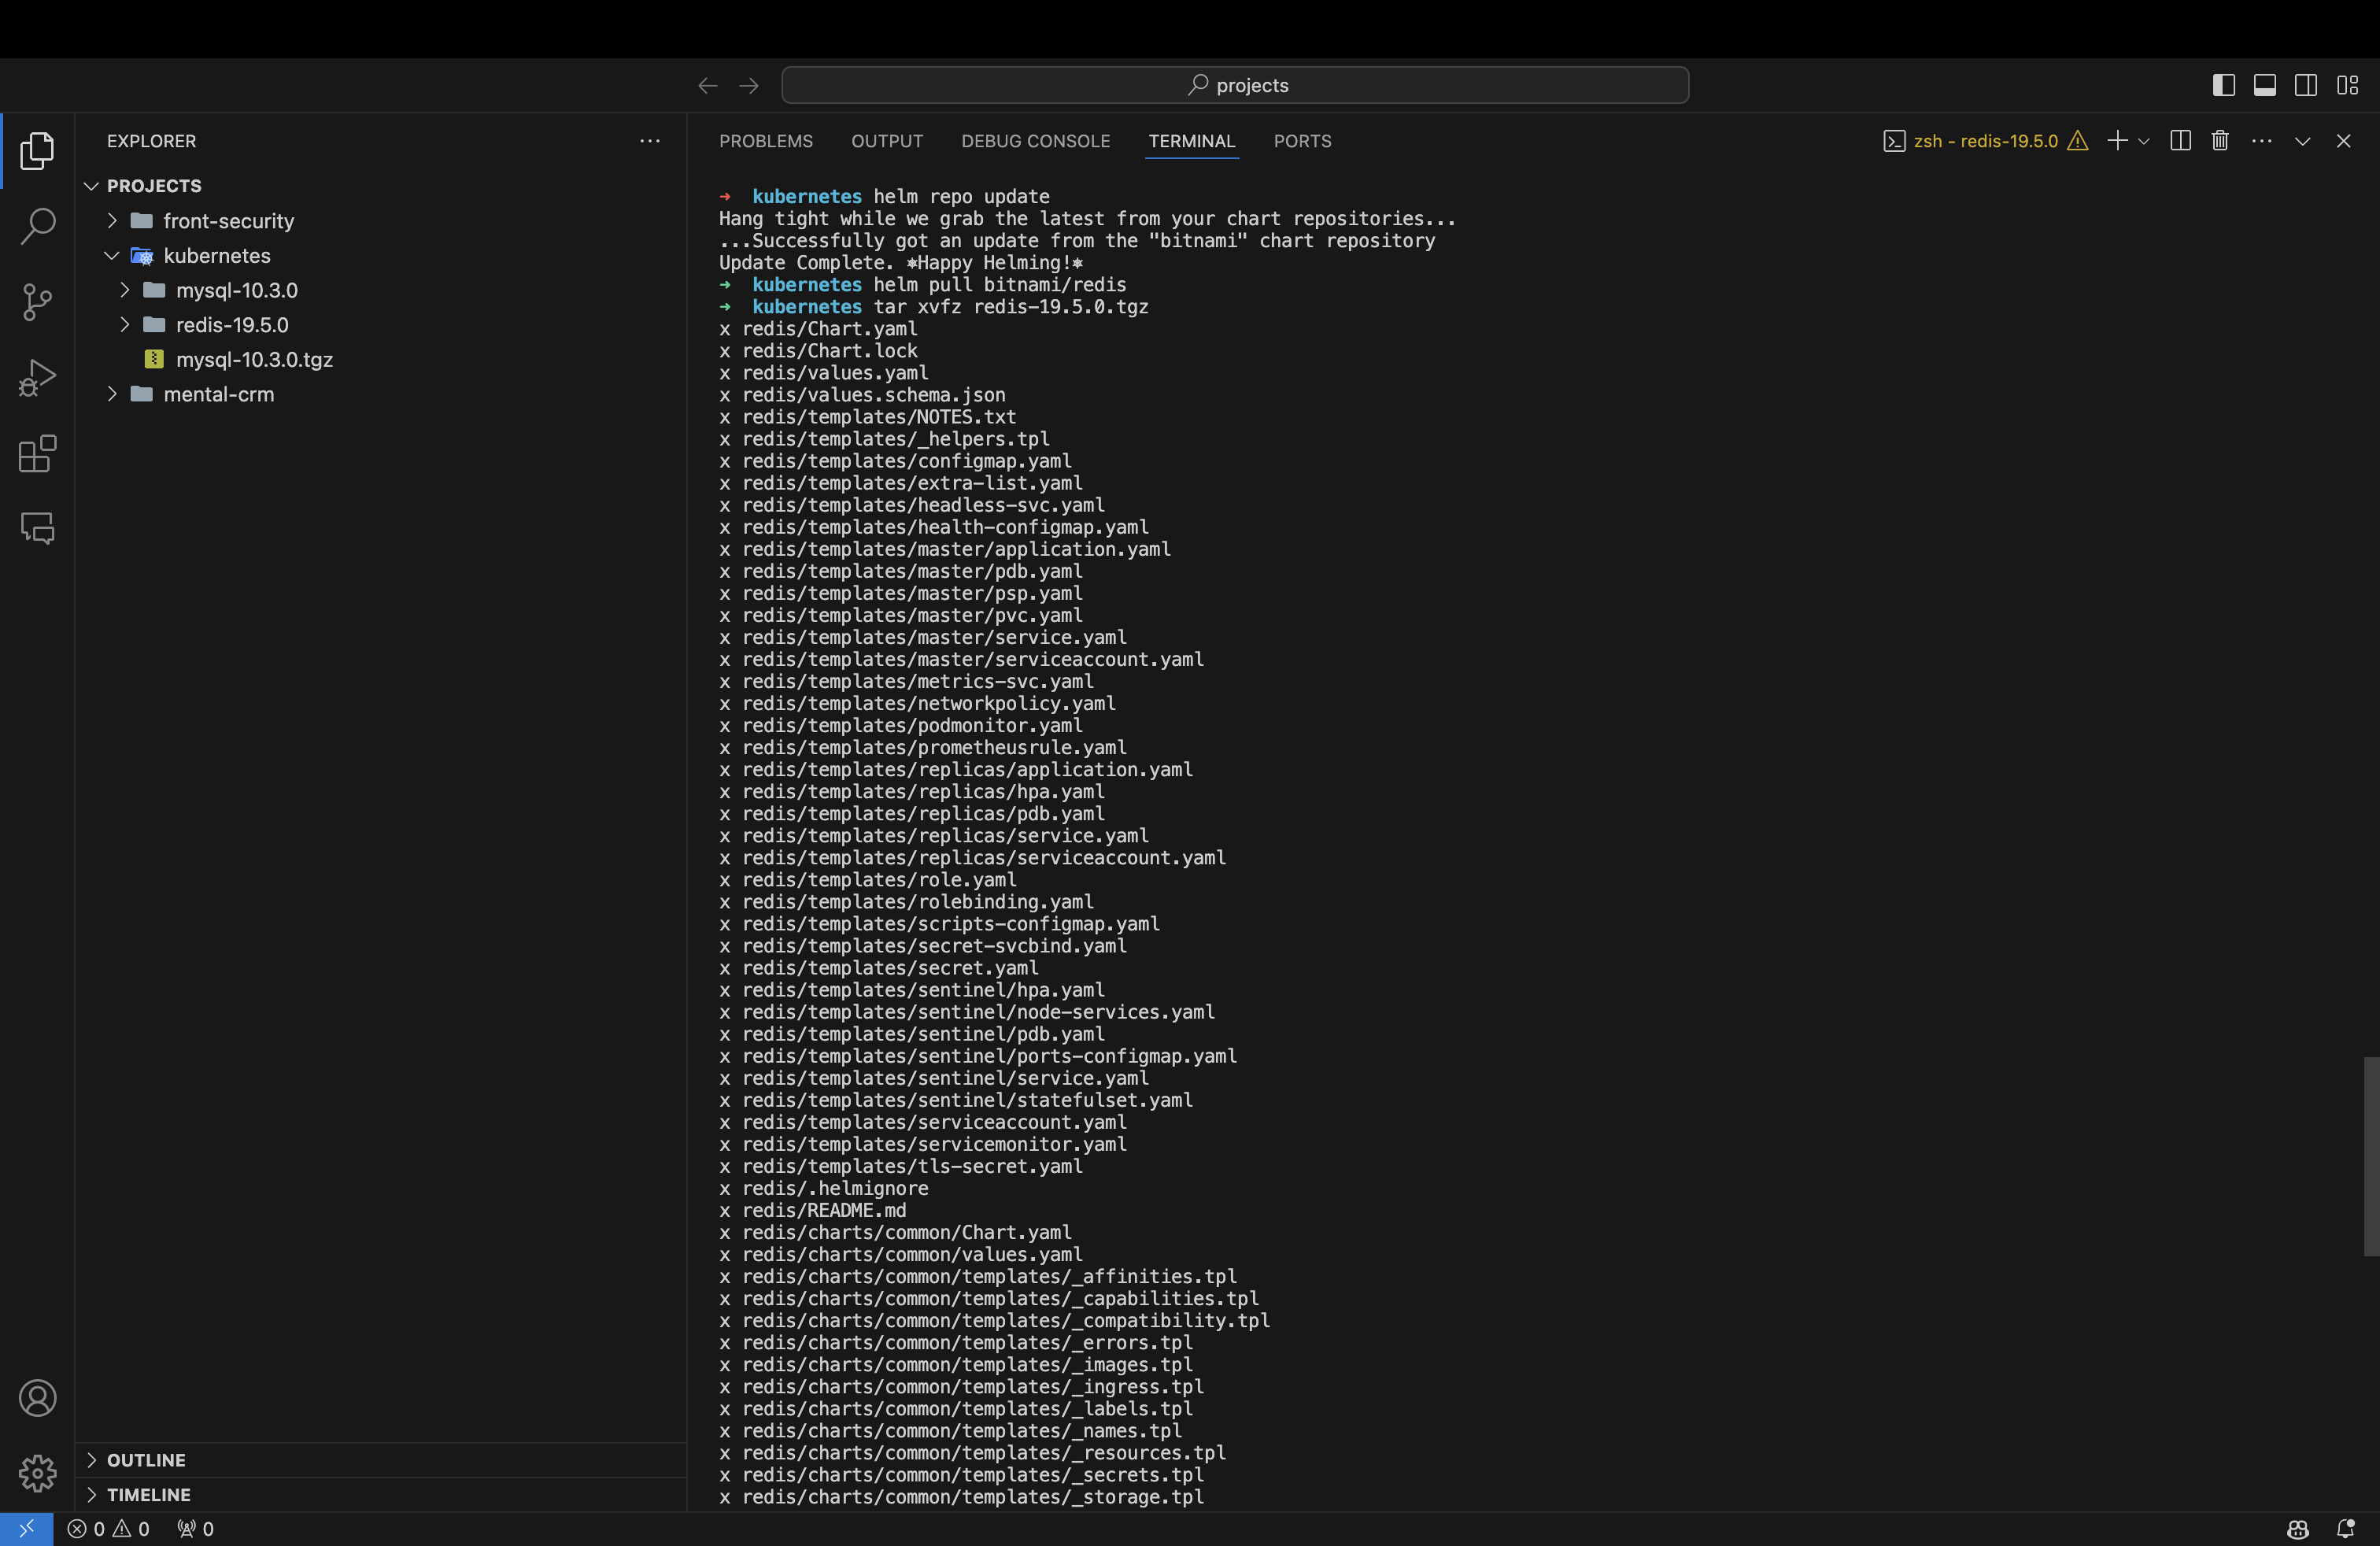 projects
EXPLORER
PROJECTS
front-security
kubernetes
mysql-10.3.0
redis-19.5.0
mysql-10.3.0.tgz
mental-crm
OUTLINE
TIMELINE
PROBLEMS OUTPUT DEBUG CONSOLE TERMINAL PORTS
zsh - redis-19.5.0
➜ kubernetes helm repo update
Hang tight while we grab the latest from your chart repositories...
...Successfully got an update from the "bitnami" chart repository
Update Complete. ⎈Happy Helming!⎈
➜ kubernetes helm pull bitnami/redis
➜ kubernetes tar xvfz redis-19.5.0.tgz
x redis/Chart.yaml
x redis/Chart.lock
x redis/values.yaml
x redis/values.schema.json
x redis/templates/NOTES.txt
x redis/templates/_helpers.tpl
x redis/templates/configmap.yaml
x redis/templates/extra-list.yaml
x redis/templates/headless-svc.yaml
x redis/templates/health-configmap.yaml
x redis/templates/master/application.yaml
x redis/templates/master/pdb.yaml
x redis/templates/master/psp.yaml
x redis/templates/master/pvc.yaml
x redis/templates/master/service.yaml
x redis/templates/master/serviceaccount.yaml
x redis/templates/metrics-svc.yaml
x redis/templates/networkpolicy.yaml
x redis/templates/podmonitor.yaml
x redis/templates/prometheusrule.yaml
x redis/templates/replicas/application.yaml
x redis/templates/replicas/hpa.yaml
x redis/templates/replicas/pdb.yaml
x redis/templates/replicas/service.yaml
x redis/templates/replicas/serviceaccount.yaml
x redis/templates/role.yaml
x redis/templates/rolebinding.yaml
x redis/templates/scripts-configmap.yaml
x redis/templates/secret-svcbind.yaml
x redis/templates/secret.yaml
x redis/templates/sentinel/hpa.yaml
x redis/templates/sentinel/node-services.yaml
x redis/templates/sentinel/pdb.yaml
x redis/templates/sentinel/ports-configmap.yaml
x redis/templates/sentinel/service.yaml
x redis/templates/sentinel/statefulset.yaml
x redis/templates/serviceaccount.yaml
x redis/templates/servicemonitor.yaml
x redis/templates/tls-secret.yaml
x redis/.helmignore
x redis/README.md
x redis/charts/common/Chart.yaml
x redis/charts/common/values.yaml
x redis/charts/common/templates/_affinities.tpl
x redis/charts/common/templates/_capabilities.tpl
x redis/charts/common/templates/_compatibility.tpl
x redis/charts/common/templates/_errors.tpl
x redis/charts/common/templates/_images.tpl
x redis/charts/common/templates/_ingress.tpl
x redis/charts/common/templates/_labels.tpl
x redis/charts/common/templates/_names.tpl
x redis/charts/common/templates/_resources.tpl
x redis/charts/common/templates/_secrets.tpl
x redis/charts/common/templates/_storage.tpl
0 0 0